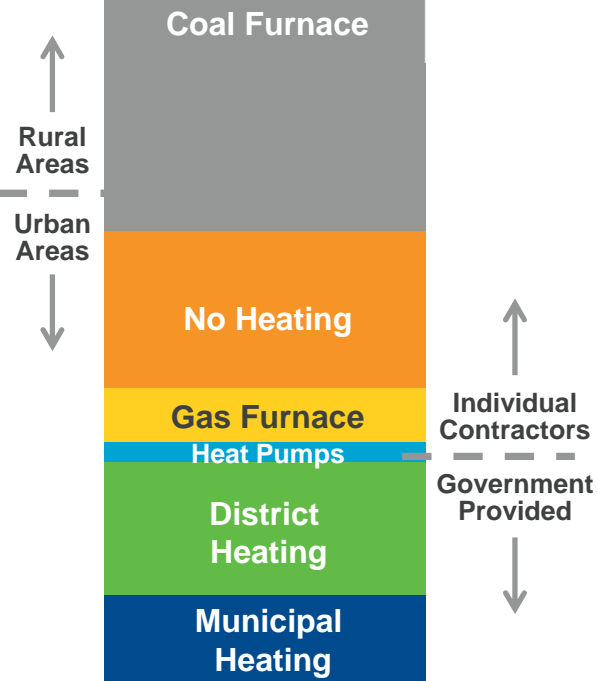 Coal Furnace
Rural
Areas
Urban
Areas
No Heating
Gas Furnace
Individual
Contractors
Heat Pumps
Government
Provided
District
Heating
Municipal
Heating